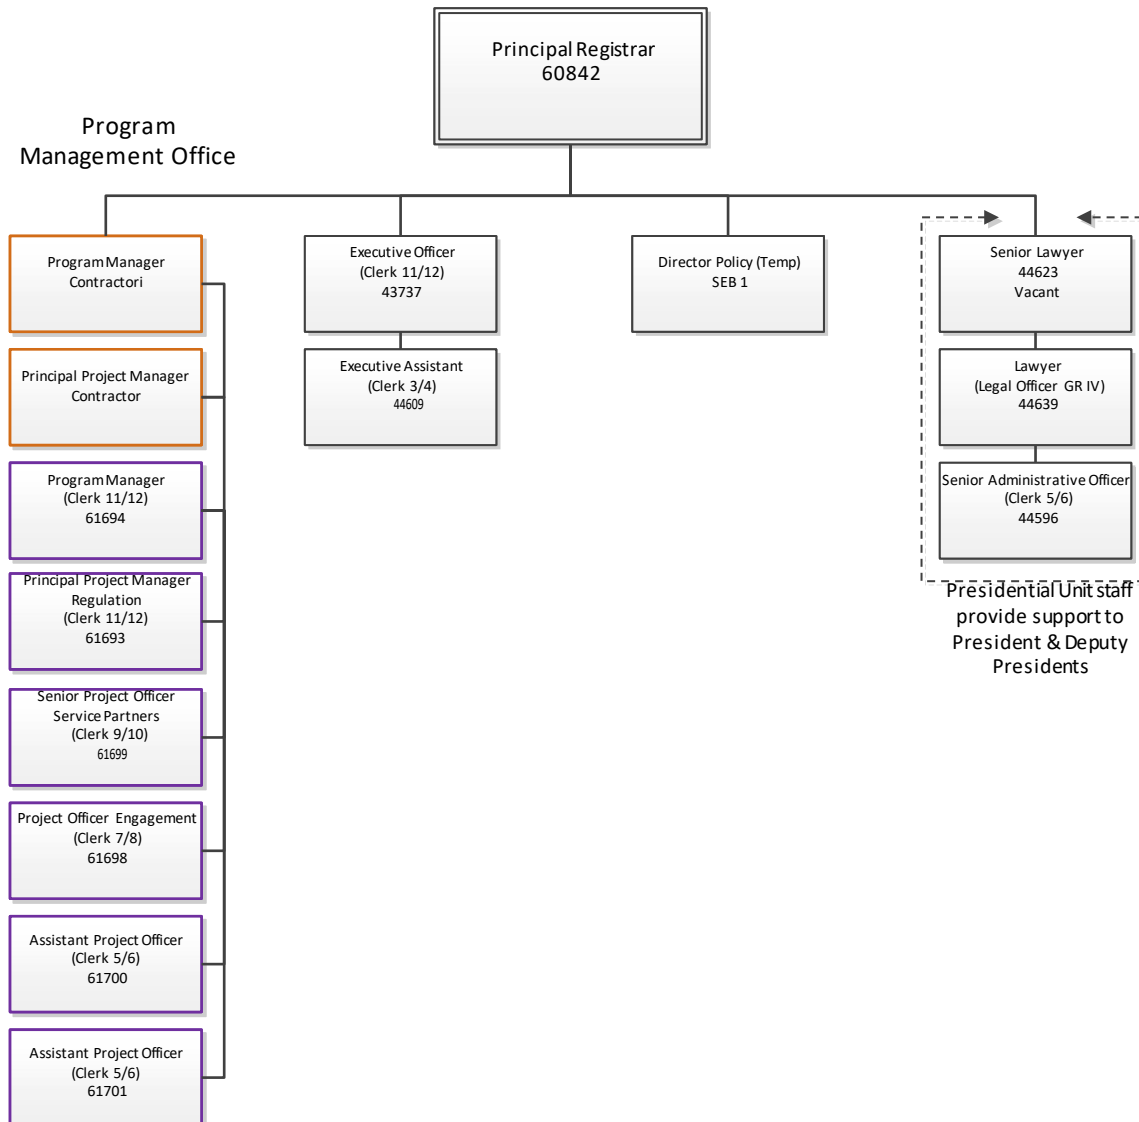 Principal Registrar
60842
Program
Management Office
Program Manager
Contractori
Principal Project Manager
Contractor
Program Manager
(Clerk 11/12)
61694
Principal Project Manager
Regulation
(Clerk 11/12)
61693
Senior Project Officer
Service Partners
(Clerk 9/10)
61699
Project Officer Engagement
(Clerk 7/8)
61698
Assistant Project Officer
(Clerk 5/6)
61700
Assistant Project Officer
(Clerk 5/6)
61701
Executive Officer
(Clerk 11/12)
43737
Executive Assistant
(Clerk 3/4)
44609
Director Policy (Temp)
SEB 1
Senior Lawyer
44623
Vacant
Lawyer
(Legal Officer GR IV)
44639
Senior Administrative Officer
(Clerk 5/6)
44596
Presidential Unit staff
provide support to
President & Deputy
Presidents